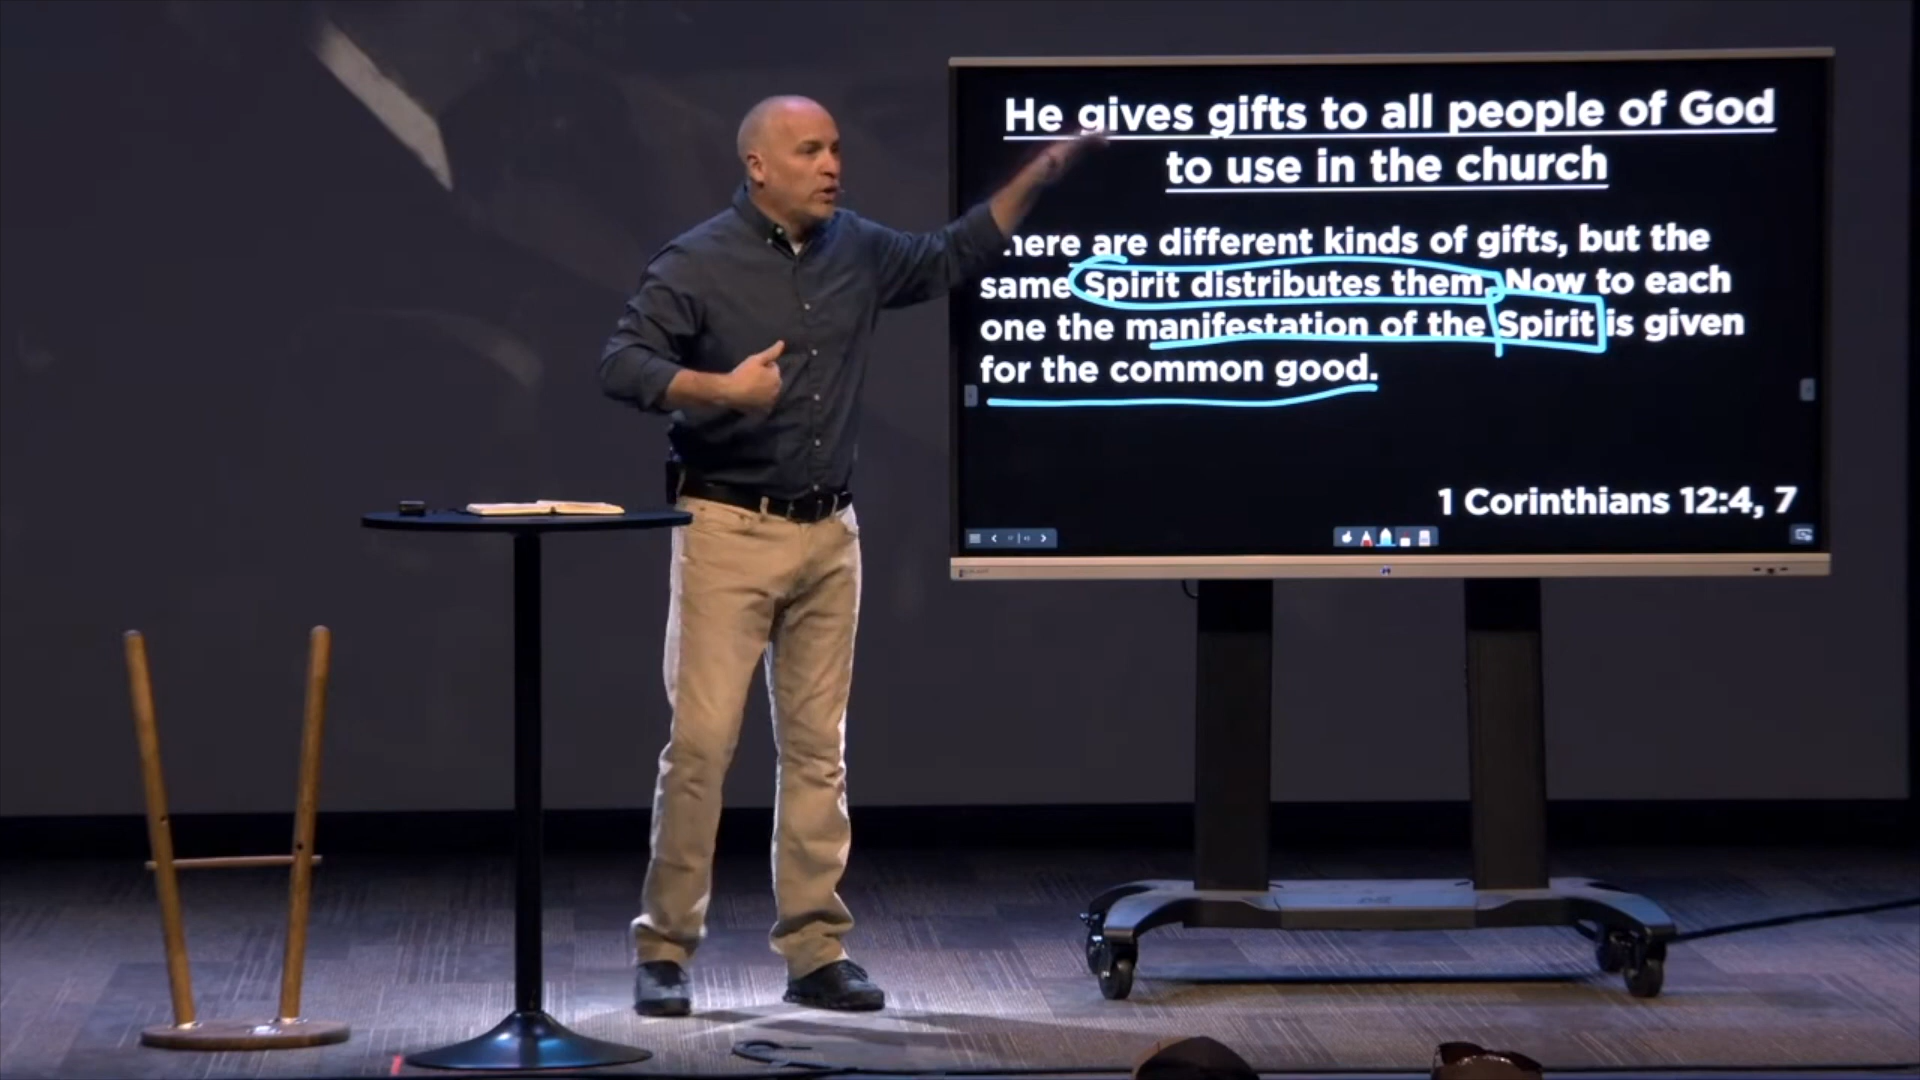 He gives gifts to all people of God
to use in the church
are different kinds of gifts, but the
same Spirit distributes them. Now to each
one the manifestation of the Spirit is given
for the common good.
1 Corinthians 12:4, 7